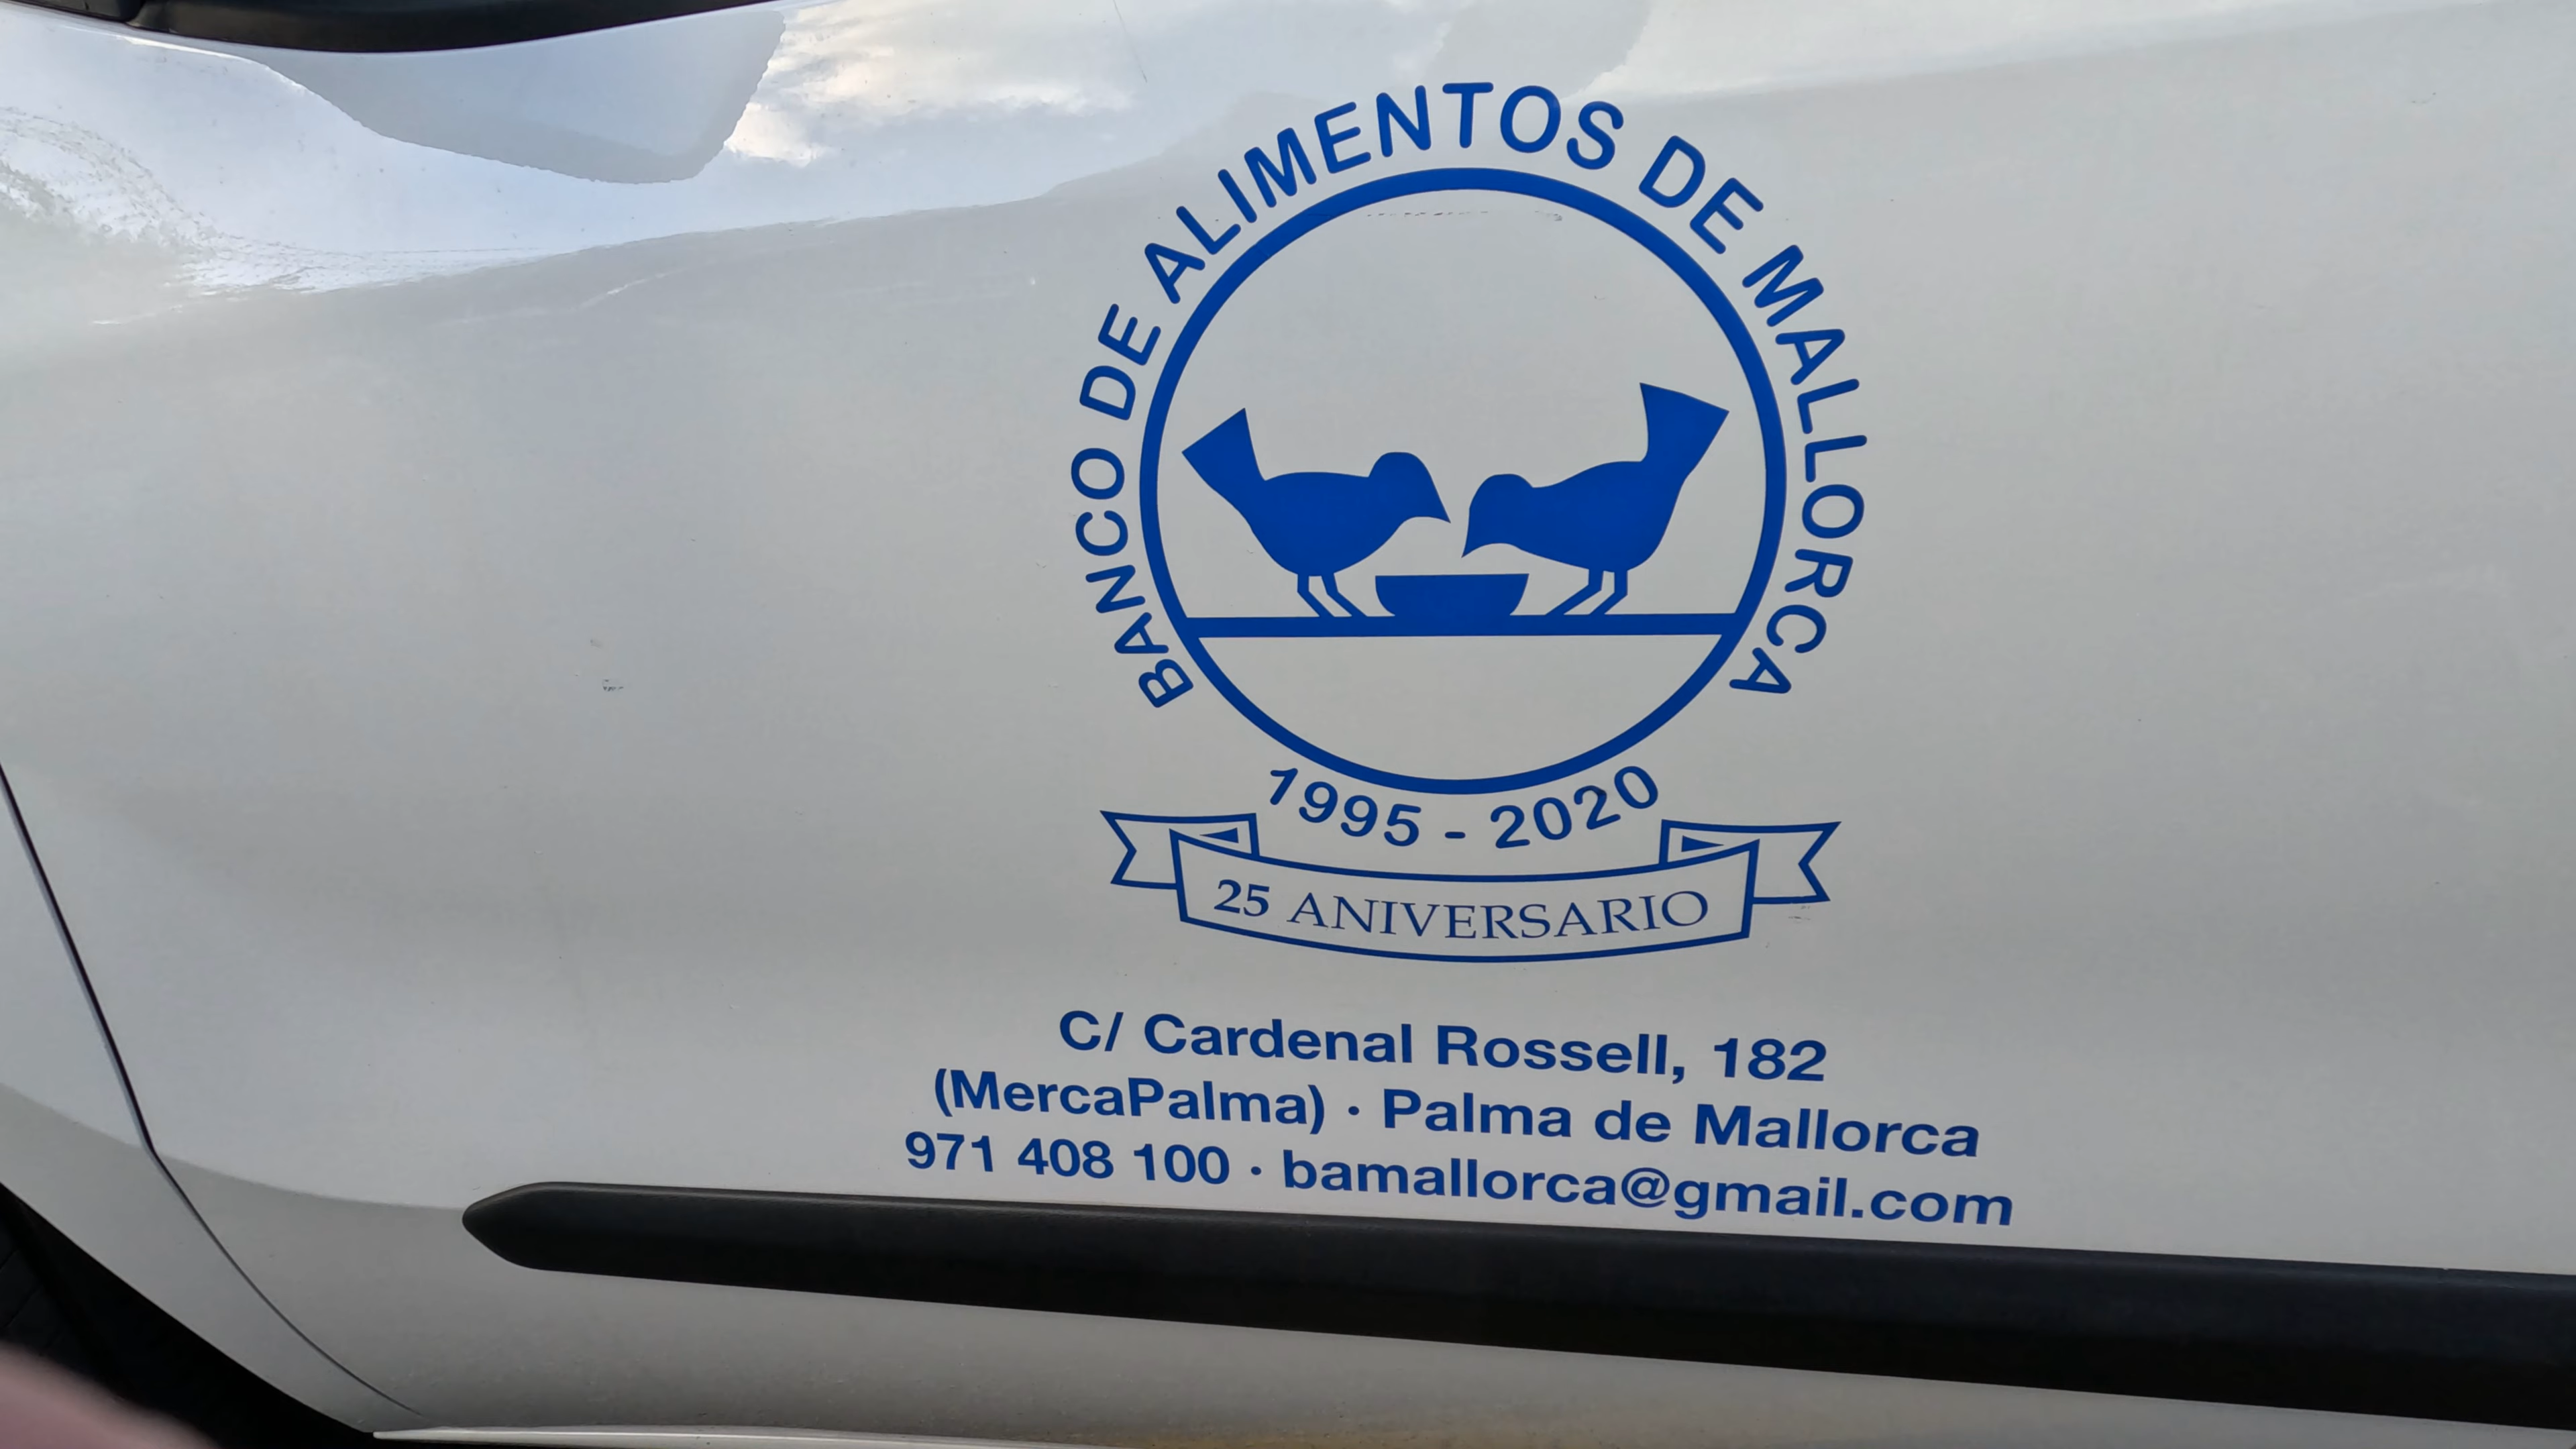 BANCO DE ALIMENTOS DE MALLORCA
1995 - 2020
25 ANIVERSARIO
C/ Cardenal Rossell, 182
(MercaPalma) · Palma de Mallorca
971 408 100 · bamallorca@gmail.com